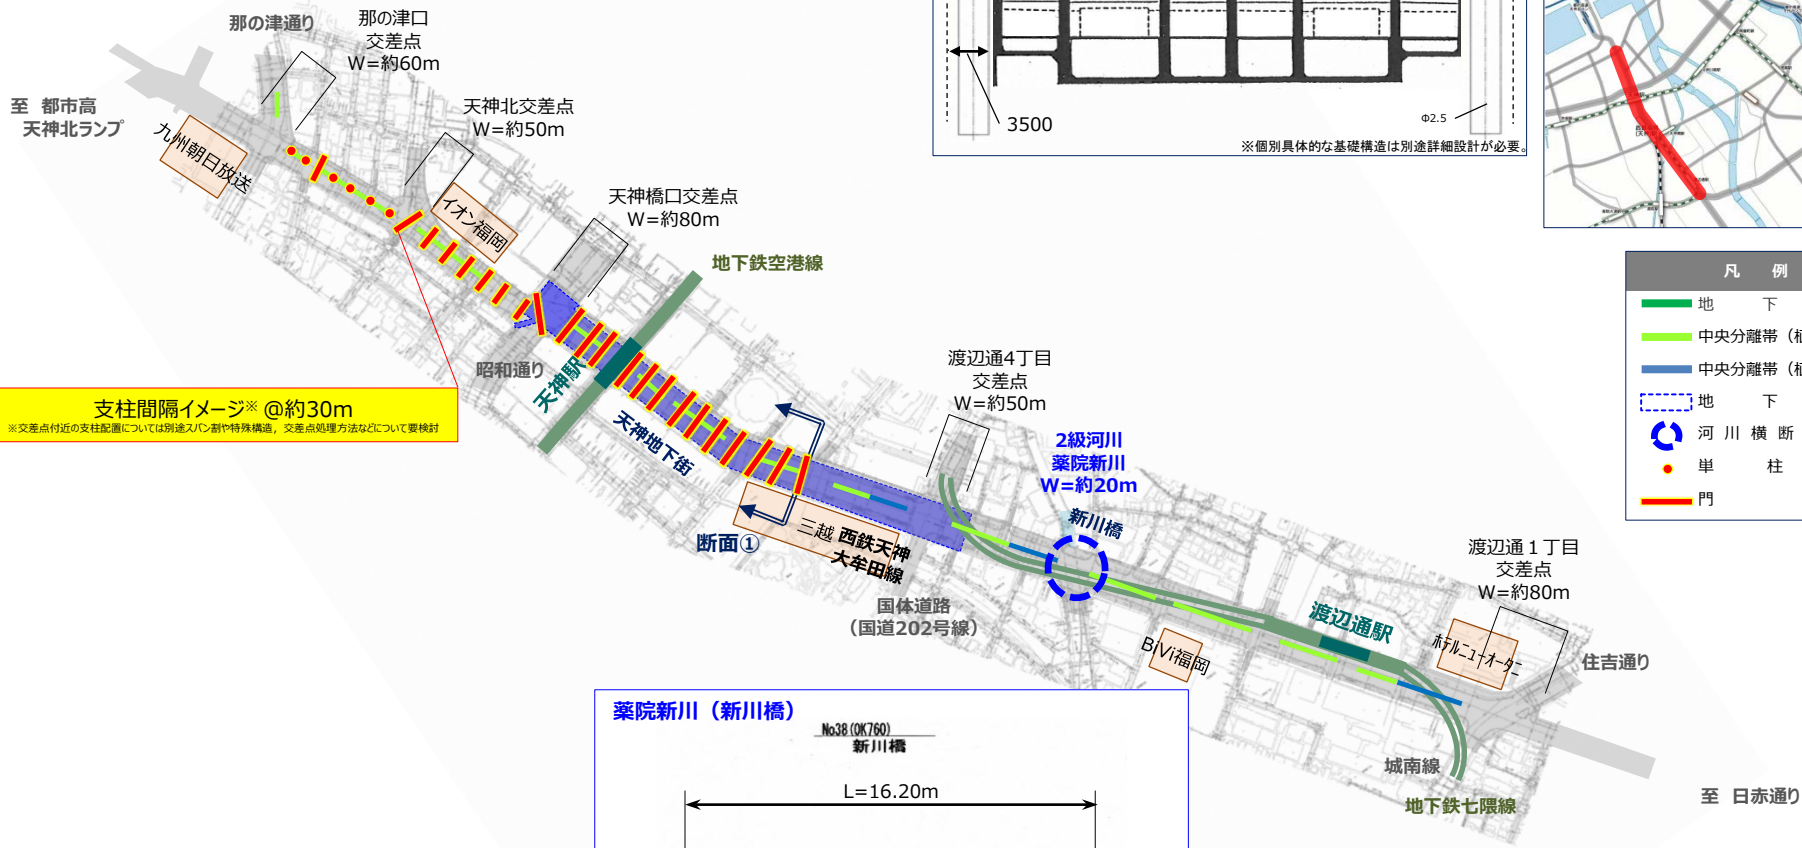 那の津通り
那の津口
交差点
W=約60m
至 都市高
天神北ランプ
九州朝日放送
天神北交差点
W=約50m
イオン福岡
天神橋口交差点
W=約80m
地下鉄空港線
昭和通り
天神駅
天神地下街
支柱間隔イメージ※ @約30m
※交差点付近の支柱配置については別途スパン割や特殊構造，交差点処理方法などについて要検討
断面①
三越
西鉄天神
大牟田線
渡辺通4丁目
交差点
W=約50m
国体道路
（国道202号線）
2級河川
薬院新川
W=約20m
新川橋
BiVi福岡
渡辺通駅
ホテルニューオータニ
渡辺通１丁目
交差点
W=約80m
住吉通り
城南線
地下鉄七隈線
至 日赤通り
3500
Φ2.5
※個別具体的な基礎構造は別途詳細設計が必要。
凡 例
地 下
中央分離帯（植
中央分離帯（植
地 下
河 川 横 断
単 柱
門
薬院新川（新川橋）
No38(OK760)
新川橋
L=16.20m